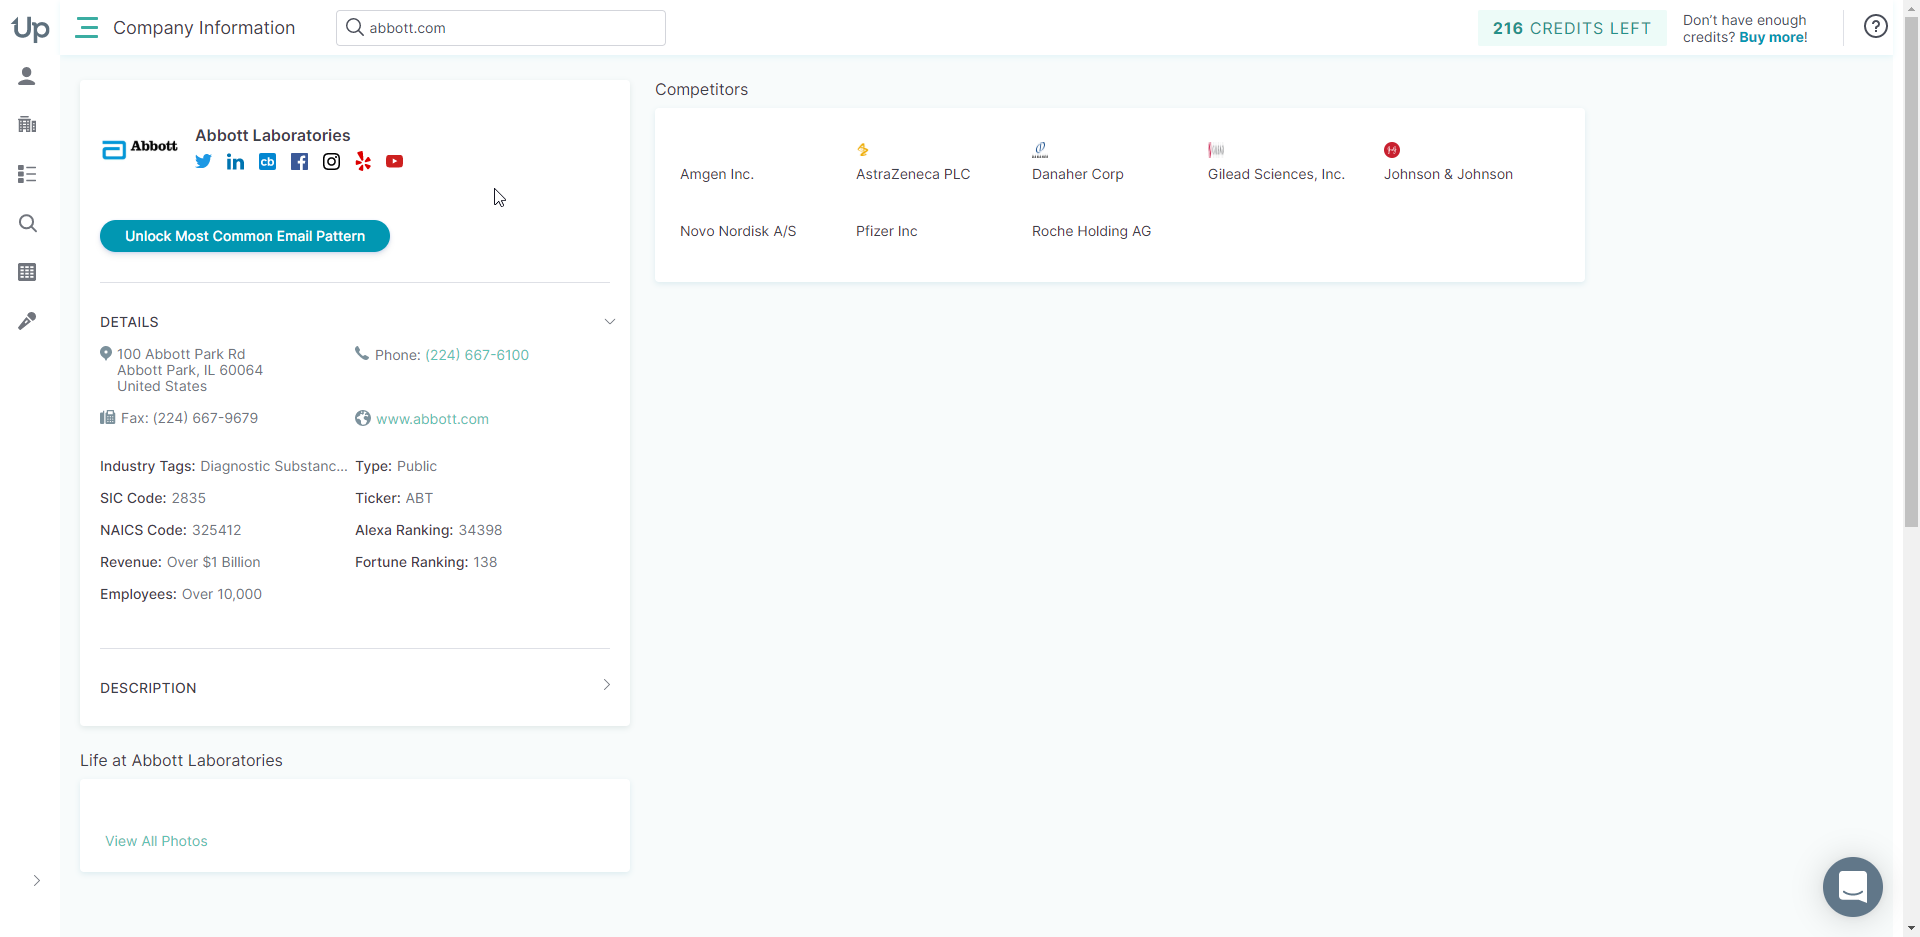 Up
Company Information
abbott.com
216 CREDITS LEFT
Don't have enough
credits? Buy more!
?
Abbott
Abbott Laboratories
in
cb
Unlock Most Common Email Pattern
DETAILS
100 Abbott Park Rd
Abbott Park, IL 60064
United States
Phone: (224) 667-6100
Fax: (224) 667-9679
www.abbott.com
Industry Tags: Diagnostic Substanc...
Type: Public
SIC Code: 2835
Ticker: ABT
NAICS Code: 325412
Alexa Ranking: 34398
Revenue: Over $1 Billion
Fortune Ranking: 138
Employees: Over 10,000
DESCRIPTION
Life at Abbott Laboratories
View All Photos
Competitors
Amgen Inc.
AstraZeneca PLC
Danaher Corp
Gilead Sciences, Inc.
Johnson & Johnson
Novo Nordisk A/S
Pfizer Inc
Roche Holding AG